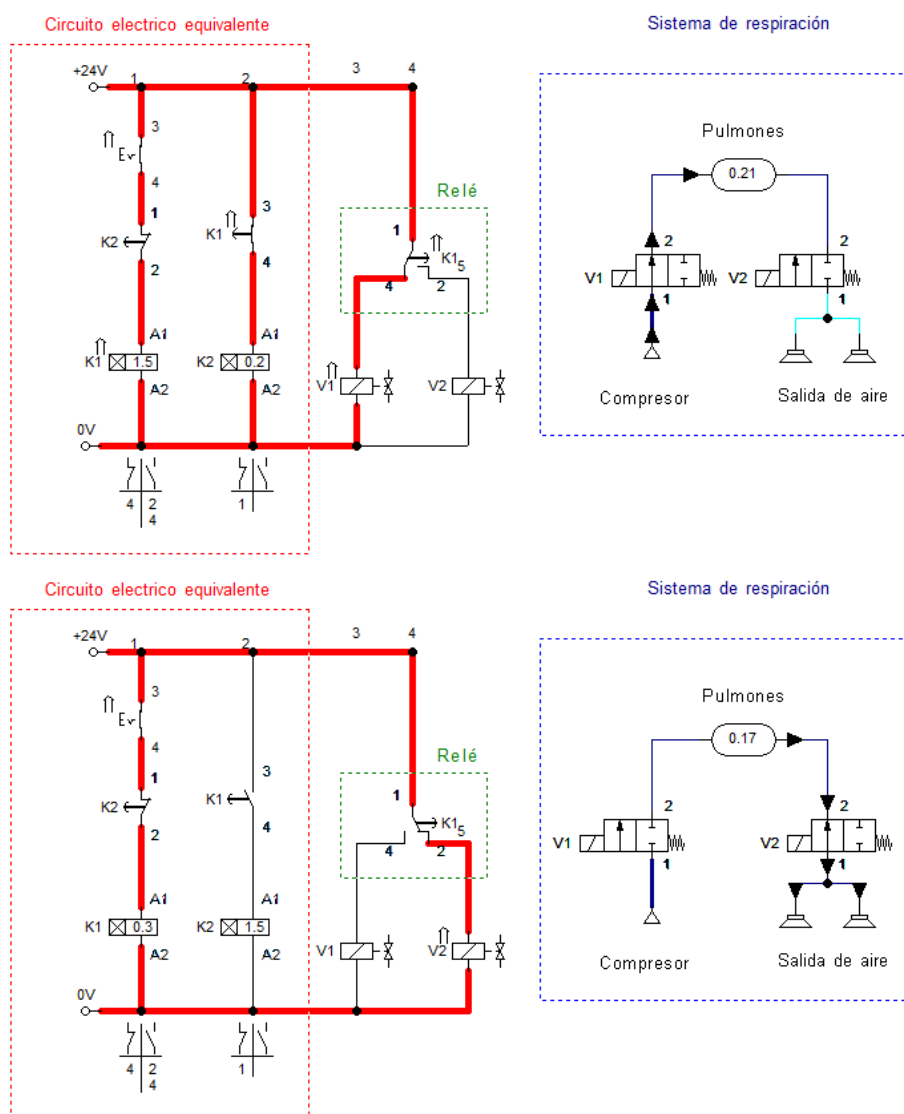 Circuito electrico equivalente
Sistema de respiración
+24V
1
2
3
4
3
Ev
4
1
K2
2
3
K1
4
Relé
1
K1
5
4
2
A1
K1
1.5
A2
A1
K2
0.2
A2
V1
V2
0V
4
2
4
1
Pulmones
0.21
2
V1
1
2
V2
1
Compresor
Salida de aire
Circuito electrico equivalente
Sistema de respiración
+24V
1
2
3
4
3
Ev
4
1
K2
2
3
K1
4
Relé
1
K1
5
4
2
A1
K1
0.3
A2
A1
K2
1.5
A2
V1
V2
0V
4
2
4
1
Pulmones
0.17
2
V1
1
2
V2
1
Compresor
Salida de aire